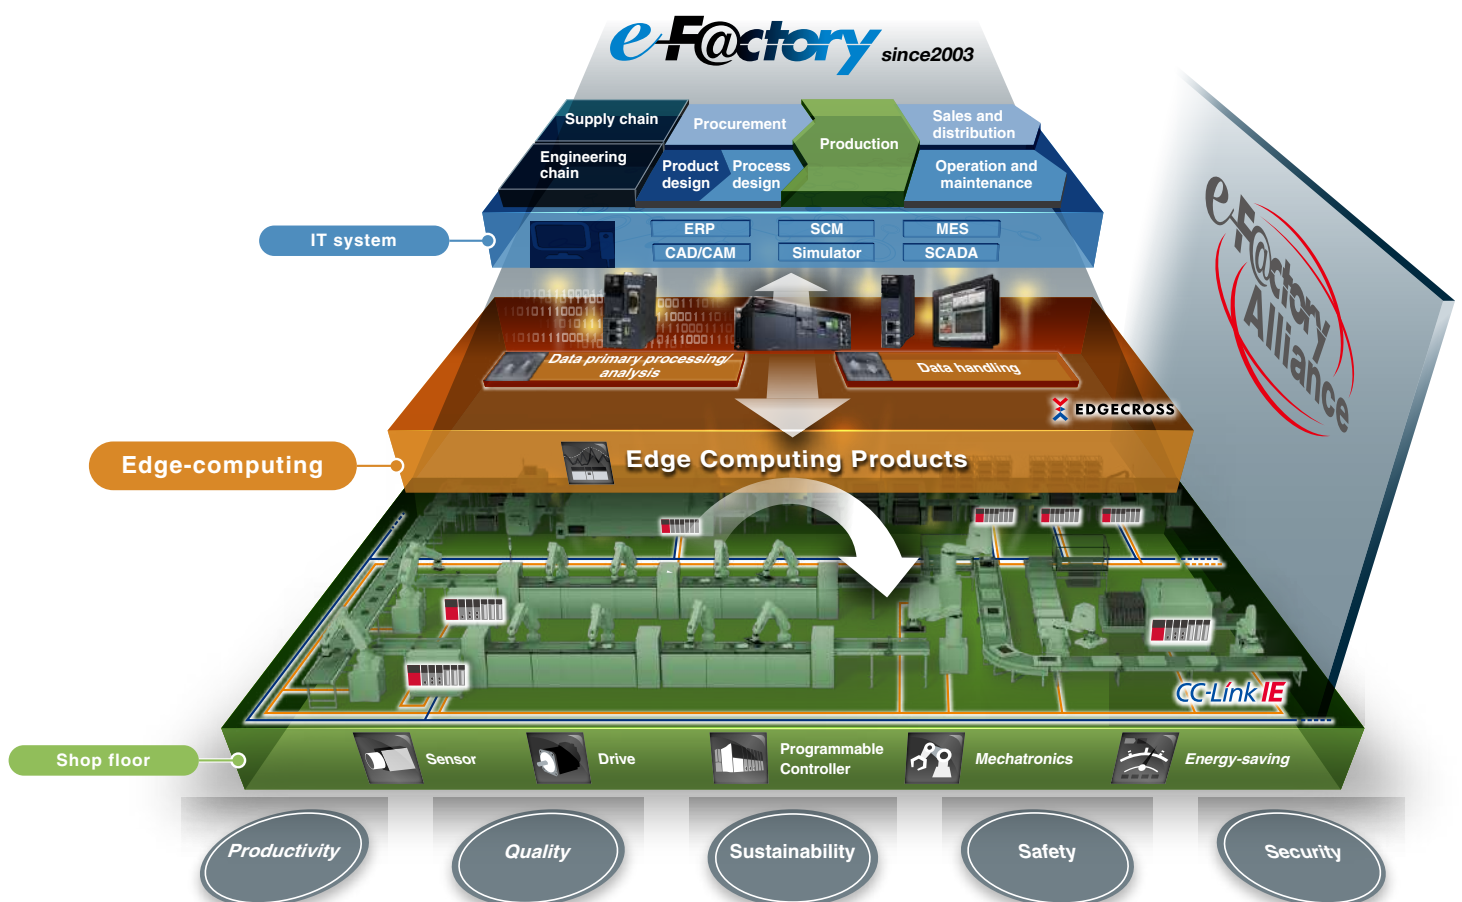 e-F@ctory since2003
Supply chain
Procurement
Production
Sales and
distribution
Engineering
chain
Product
design
Process
design
Operation and
maintenance
IT system
ERP
SCM
MES
CAD/CAM
Simulator
SCADA
e-F@ctory
Alliance
Data primary processing/
analysis
Data handling
EDGECROSS
Edge-computing
Edge Computing Products
CC-Link IE
Shop floor
Sensor
Drive
Programmable
Controller
Mechatronics
Energy-saving
Productivity
Quality
Sustainability
Safety
Security